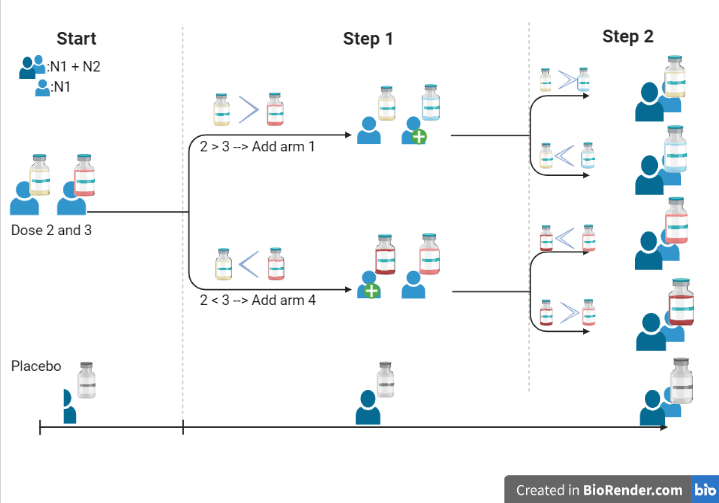 Start
Step 1
Step 2
:N1 + N2
:N1
2 > 3 --> Add arm 1
Dose 2 and 3
2 < 3 --> Add arm 4
Placebo
Created in BioRender.com bio